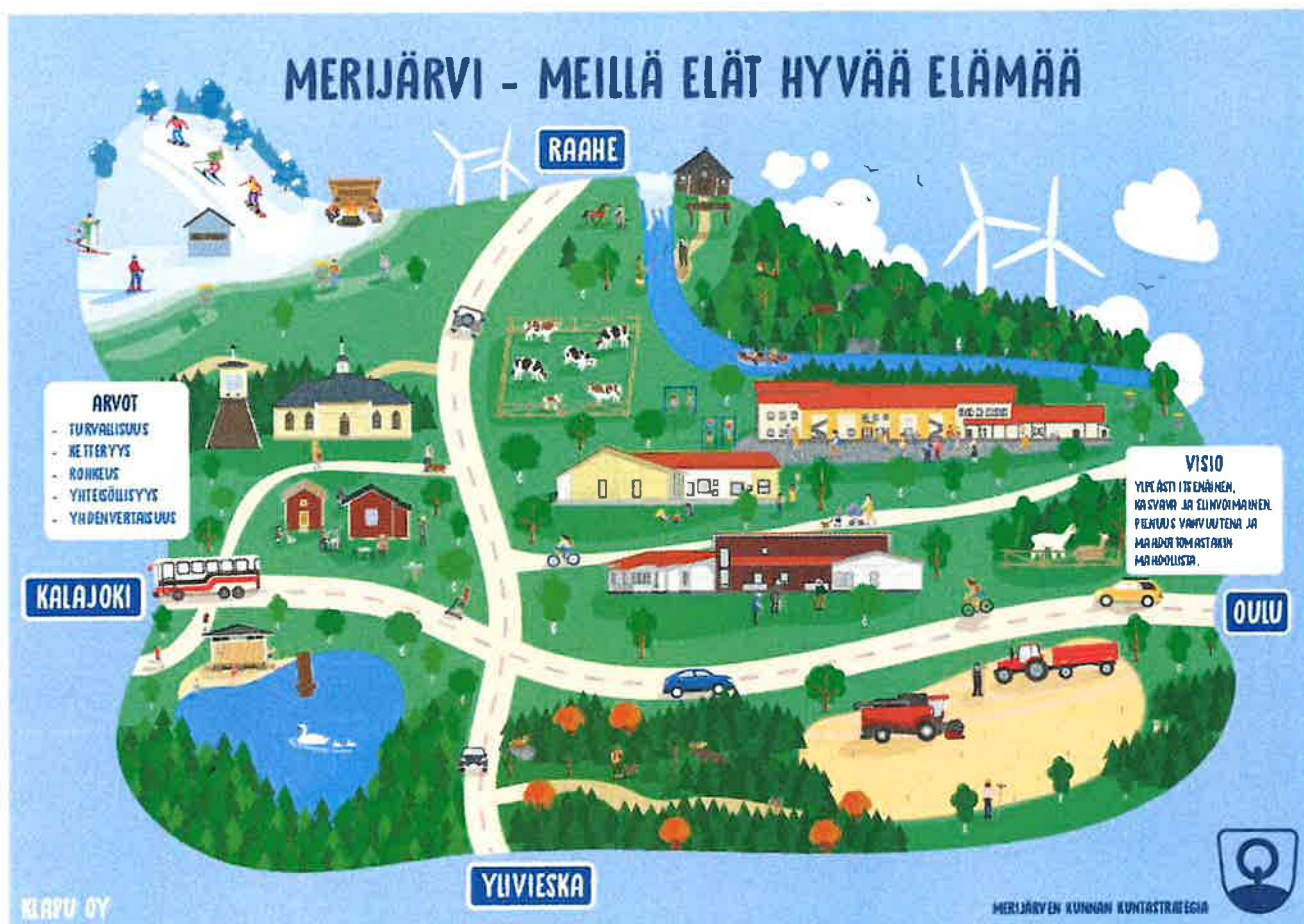 MERIJÄRVI - MEILLÄ ELÄT HYVÄÄ ELÄMÄÄ
RAAHE
ARVOT
- TURVALLISUUS
- KETTERYYS
- ROHKEUS
- YHTEISÖLLISYYS
- YHDENVERTAISUUS
VISIO
YLPEÄSTI ITSENÄINEN,
KASVAVA JA ELINVOIMAINEN.
PIENUUS VAHVUUTENA JA
MAHDOTTOMASTAKIN
MAHDOLLISTA.
KALAJOKI
OULU
YLIVIESKA
KLAPU OY
MERIJÄRVEN KUNNAN KUNTASTRATEGIA